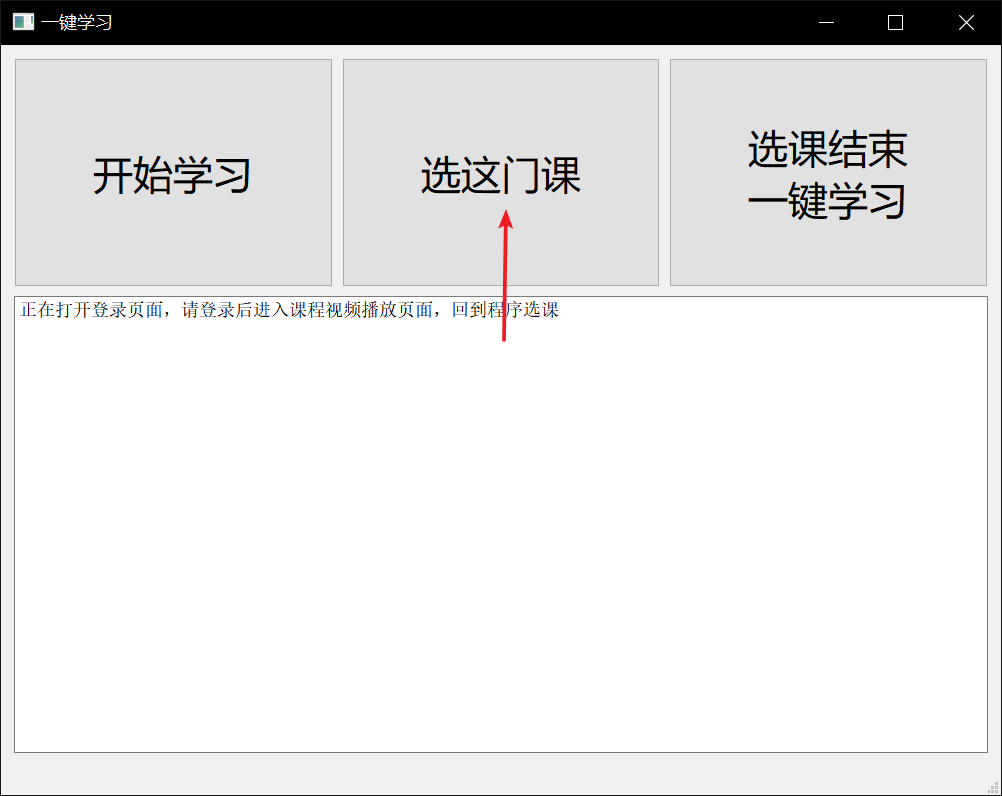 一键学习
开始学习
选这门课
选课结束
一键学习
正在打开登录页面，请登录后进入课程视频播放页面，回到程序选课